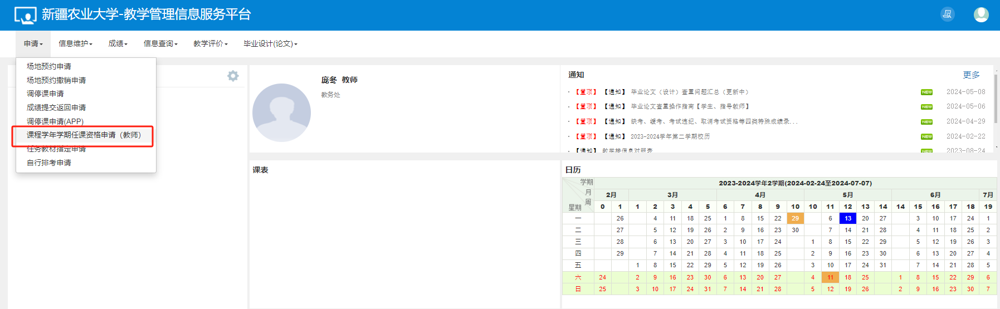 新疆农业大学-教学管理信息服务平台
申请 信息维护 成绩 信息查询 教学评价 毕业设计(论文)
场地预约申请
场地预约撤销申请
调停课申请
成绩提交返回申请
调停课申请(APP)
课程学年学期任课资格申请（教师）
任务教材指定申请
自行排考申请
庞冬 教师
教务处
通知 更多
【置顶】 【通知】 毕业论文（设计）查重问题汇总（更新中） NEW 2024-05-08
【置顶】 【通知】 毕业论文查重操作指南【学生、指导教师】 NEW 2024-05-06
【置顶】 【通知】 缺考、缓考、考试违纪、取消考试资格等四类特殊成绩录... NEW 2024-04-29
【置顶】 【通知】 2023-2024学年第二学期校历 NEW 2024-02-22
【通知】 教学楼信息对照表 NEW 2023-08-24
课表
日历
学期 2023-2024学年2学期(2024-02-24至2024-07-07)
月 2月 3月 4月 5月 6月 7月
周 0 1 1 2 3 4 5 6 7 8 9 10 10 11 12 13 14 14 15 16 17 18 19
星期
一 26 4 11 18 25 1 8 15 22 29 6 13 20 27 3 10 17 24 1
二 27 5 12 19 26 2 9 16 23 30 7 14 21 28 4 11 18 25 2
三 28 6 13 20 27 3 10 17 24 1 8 15 22 29 5 12 19 26 3
四 29 7 14 21 28 4 11 18 25 2 9 16 23 30 6 13 20 27 4
五 1 8 15 22 29 5 12 19 26 3 10 17 24 31 7 14 21 28 5
六 24 2 9 16 23 30 6 13 20 27 4 11 18 25 1 8 15 22 29 6
日 25 3 10 17 24 31 7 14 21 28 5 12 19 26 2 9 16 23 30 7